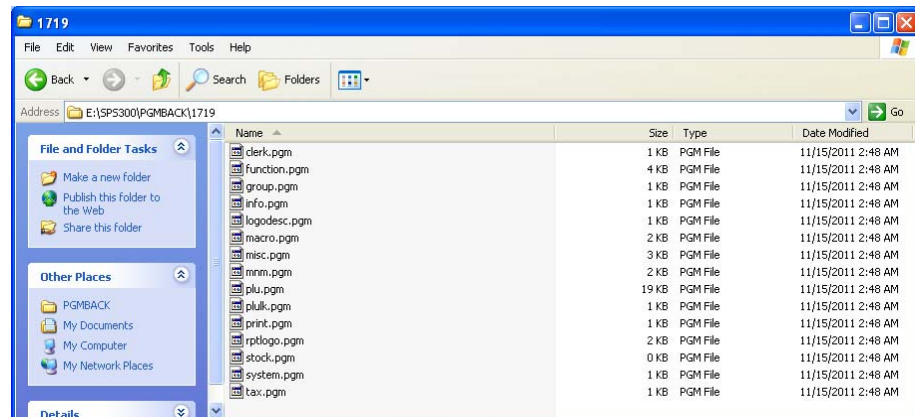 1719
File Edit View Favorites Tools Help
Back Search Folders
Address E:\SPS300\PGMBACK\1719 Go
Name Size Type Date Modified
File and Folder Tasks
Make a new folder
Publish this folder to
the Web
Share this folder
Other Places
PGMBACK
My Documents
My Computer
My Network Places
Details
clerk.pgm 1 KB PGM File 11/15/2011 2:48 AM
function.pgm 4 KB PGM File 11/15/2011 2:48 AM
group.pgm 1 KB PGM File 11/15/2011 2:48 AM
info.pgm 1 KB PGM File 11/15/2011 2:48 AM
logodesc.pgm 1 KB PGM File 11/15/2011 2:48 AM
macro.pgm 2 KB PGM File 11/15/2011 2:48 AM
misc.pgm 3 KB PGM File 11/15/2011 2:48 AM
mnm.pgm 2 KB PGM File 11/15/2011 2:48 AM
plu.pgm 19 KB PGM File 11/15/2011 2:48 AM
plulk.pgm 1 KB PGM File 11/15/2011 2:48 AM
print.pgm 1 KB PGM File 11/15/2011 2:48 AM
rptlogo.pgm 2 KB PGM File 11/15/2011 2:48 AM
stock.pgm 0 KB PGM File 11/15/2011 2:48 AM
system.pgm 1 KB PGM File 11/15/2011 2:48 AM
tax.pgm 1 KB PGM File 11/15/2011 2:48 AM